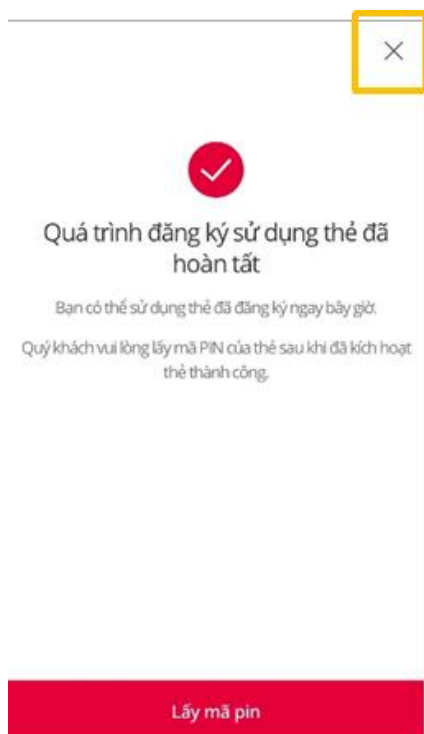 Quá trình đăng ký sử dụng thẻ đã
hoàn tất
Bạn có thể sử dụng thẻ đã đăng ký ngay bây giờ.
Quý khách vui lòng lấy mã PIN của thẻ sau khi đã kích hoạt
thẻ thành công.
Lấy mã pin